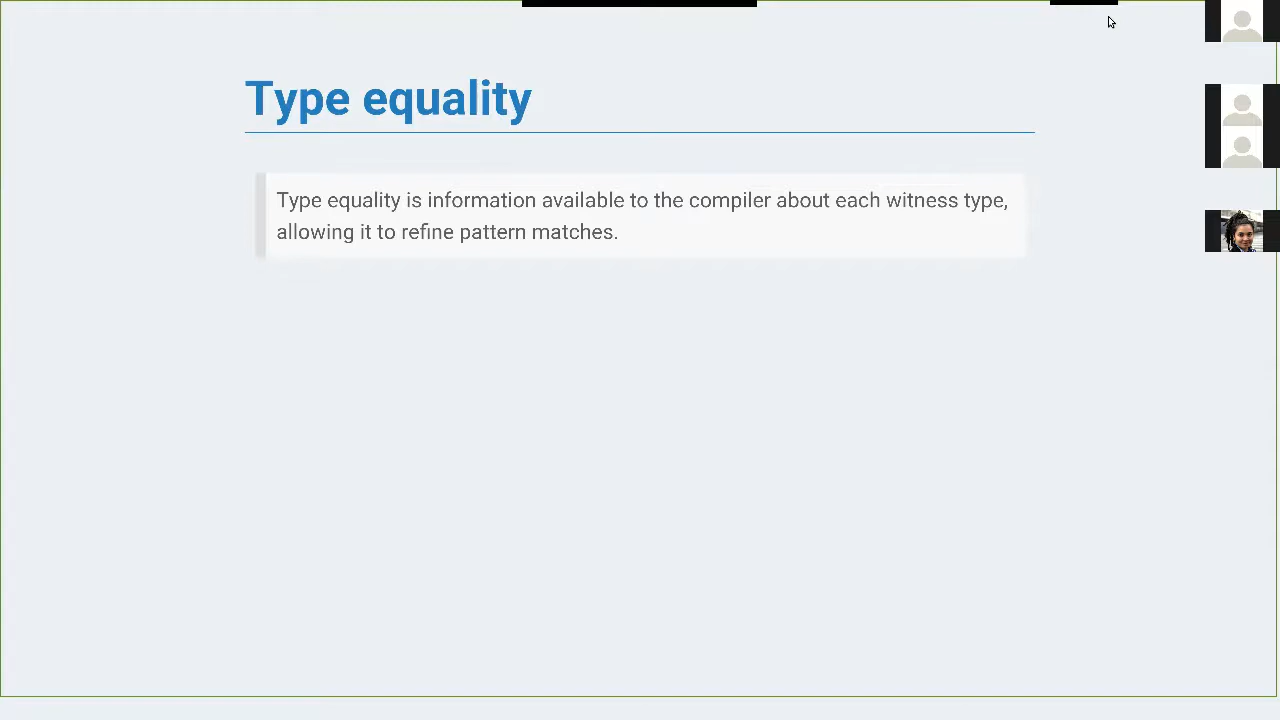 Type equality
Type equality is information available to the compiler about each witness type,
allowing it to refine pattern matches.